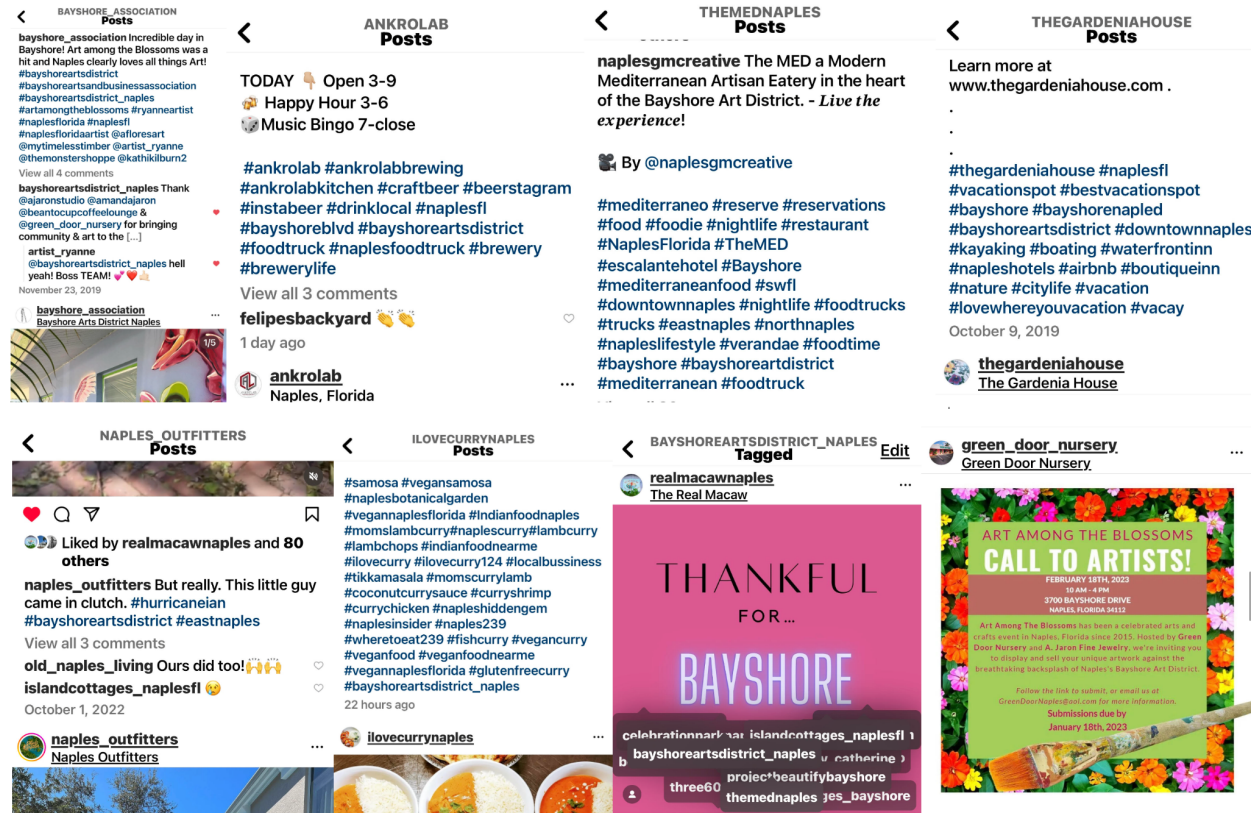 BAYSHORE_ASSOCIATION
Posts
bayshore_association Incredible day in
Bayshore! Art among the Blossoms was a
hit and Naples clearly loves all things Art!
#bayshoreartsdistrict
#bayshoreartsandbusinessassociation
#bayshoreartsdistrict_naples
#artamongtheblossoms #ryanneartist
#naplesflorida #naplesfl
#naplesfloridaartist @afloresart
@mytimelesstimber @artist_ryanne
@themonstershoppe @kathikilburn2
View all 4 comments
bayshoreartsdistrict_naples Thank
@ajaronstudio @amandajaron
@beantocupcoffeelounge &
@green_door_nursery for bringing
community & art to the [...]
artist_ryanne
@bayshoreartsdistrict_naples hell
yeah! Boss TEAM! 💕❤️🤙🏻
November 23, 2019
bayshore_association
Bayshore Arts District Naples
1/5
ANKROLAB
Posts
TODAY 👇🏼 Open 3-9
🍻 Happy Hour 3-6
🎲Music Bingo 7-close
#ankrolab #ankrolabbrewing
#ankrolabkitchen #craftbeer #beerstagram
#instabeer #drinklocal #naplesfl
#bayshoreblvd #bayshoreartsdistrict
#foodtruck #naplesfoodtruck #brewery
#brewerylife
View all 3 comments
felipesbackyard 👏👏
1 day ago
ankrolab
Naples, Florida
THEMEDNAPLES
Posts
naplesgmcreative The MED a Modern
Mediterranean Artisan Eatery in the heart
of the Bayshore Art District. - Live the
experience!
🎥 By @naplesgmcreative
#mediterraneo #reserve #reservations
#food #foodie #nightlife #restaurant
#NaplesFlorida #TheMED
#escalantehotel #Bayshore
#mediterraneanfood #swfl
#downtownnaples #nightlife #foodtrucks
#trucks #eastnaples #northnaples
#napleslifestyle #verandae #foodtime
#bayshore #bayshoreartdistrict
#mediterranean #foodtruck
THEGARDENIAHOUSE
Posts
Learn more at
www.thegardeniahouse.com .
.
.
.
#thegardeniahouse #naplesfl
#vacationspot #bestvacationspot
#bayshore #bayshorenapled
#bayshoreartsdistrict #downtownnaples
#kayaking #boating #waterfrontinn
#napleshotels #airbnb #boutiqueinn
#nature #citylife #vacation
#lovewhereyouvacation #vacay
October 9, 2019
thegardeniahouse
The Gardenia House
NAPLES_OUTFITTERS
Posts
Liked by realmacawnaples and 80
others
naples_outfitters But really. This little guy
came in clutch. #hurricaneian
#bayshoreartsdistrict #eastnaples
View all 3 comments
old_naples_living Ours did too!🙌🙌
islandcottages_naplesfl 😢
October 1, 2022
naples_outfitters
Naples Outfitters
ILOVECURRYNAPLES
Posts
#samosa #vegansamosa
#naplesbotanicalgarden
#vegannaplesflorida #Indianfoodnaples
#momslambcurry#naplescurry#lambcurry
#lambchops #indianfoodnearme
#ilovecurry #ilovecurry124 #localbussiness
#tikkamasala #momscurrylamb
#coconutcurrysauce #curryshrimp
#currychicken #napleshiddengem
#naplesinsider #naples239
#wheretoeat239 #fishcurry #vegancurry
#veganfood #veganfoodnearme
#vegannaplesflorida #glutenfreecurry
#bayshoreartsdistrict_naples
22 hours ago
ilovecurrynaples
BAYSHOREARTSDISTRICT_NAPLES
Tagged
Edit
realmacawnaples
The Real Macaw
THANKFUL
FOR...
BAYSHORE
celebrationpark
islandcottages_naplesfl
bayshoreartsdistrict_naples
catherine
projectbeautifybayshore
three60
themednaples
ges_bayshore
green_door_nursery
Green Door Nursery
ART AMONG THE BLOSSOMS
CALL TO ARTISTS!
FEBRUARY 18TH, 2023
10 AM - 4 PM
3700 BAYSHORE DRIVE
NAPLES, FLORIDA 34112
Art Among The Blossoms has been a celebrated arts and
crafts event in Naples, Florida since 2015. Hosted by Green
Door Nursery and A. Jaron Fine Jewelry, we're inviting you
to display and sell your unique artwork against the
breathtaking backsplash of Naples's Bayshore Art District.
Follow the link to submit, or email us at
GreenDoorNaples@aol.com for more information.
Submissions due by
January 18th, 2023